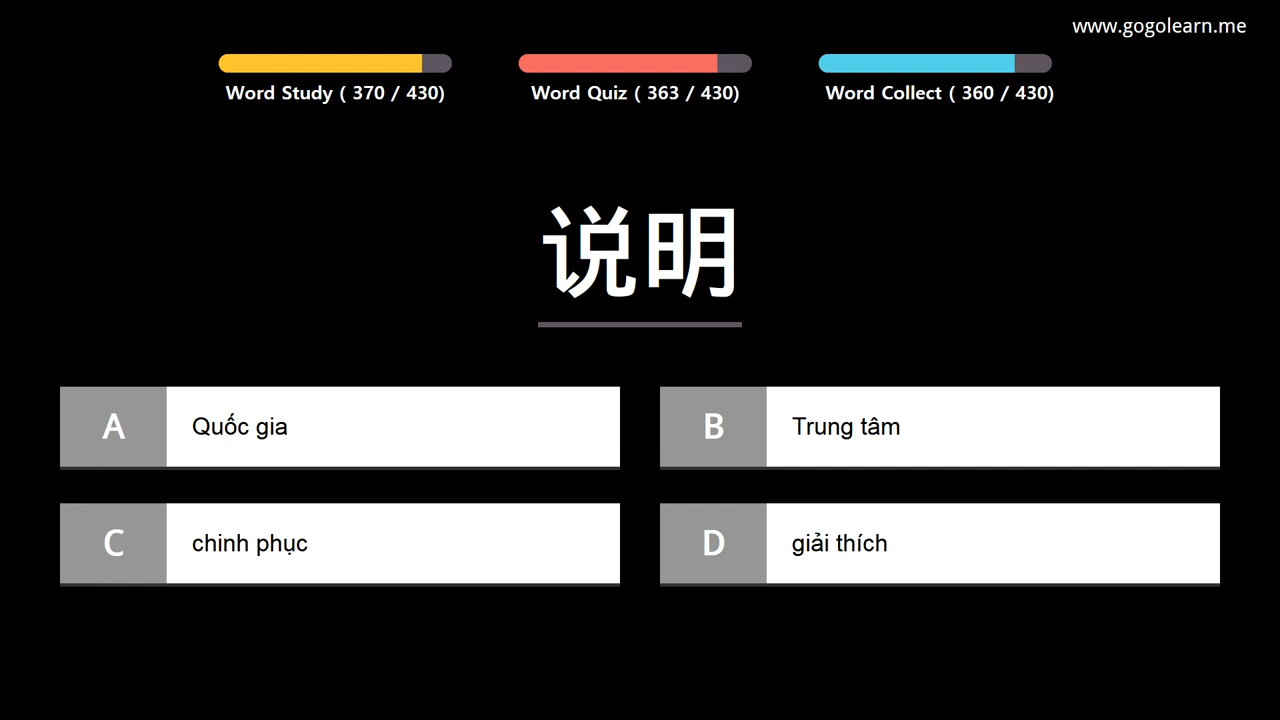 www.gogolearn.me
Word Study ( 370 / 430)
Word Quiz ( 363 / 430)
Word Collect ( 360 / 430)
说明
A Quốc gia
B Trung tâm
C chinh phục
D giải thích